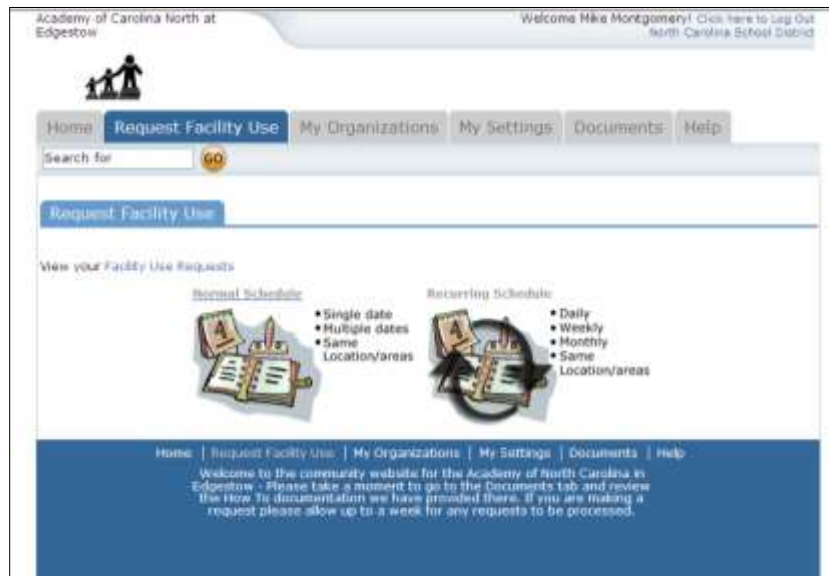 Academy of Carolina North at
Edgestow
Welcome Mike Montgomery! Click here to Log Out
North Carolina School District
Home Request Facility Use My Organizations My Settings Documents Help
Search for GO
Request Facility Use
View your Facility Use Requests
Normal Schedule
• Single date
• Multiple dates
• Same
Location/areas
Recurring Schedule
• Daily
• Weekly
• Monthly
• Same
Location/areas
Home | Request Facility Use | My Organizations | My Settings | Documents | Help
Welcome to the community website for the Academy of North Carolina in
Edgestow - Please take a moment to go to the Documents tab and review
the How To documentation we have provided there. If you are making a
request please allow up to a week for any requests to be processed.